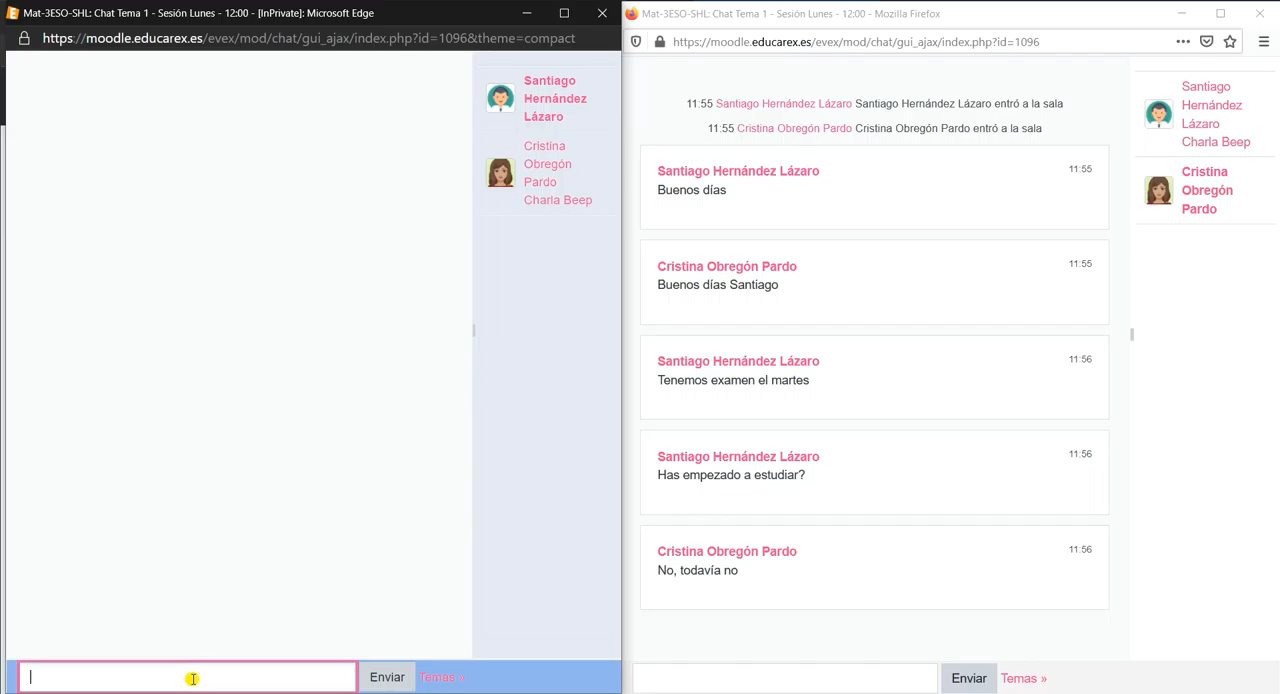 Mat-3ESO-SHL: Chat Tema 1 - Sesión Lunes - 12:00 - [InPrivate]: Microsoft Edge
https://moodle.educarex.es/evex/mod/chat/gui_ajax/index.php?id=1096&theme=compact
Santiago
Hernández
Lázaro
Cristina
Obregón
Pardo
Charla Beep
Enviar
Temas »
Mat-3ESO-SHL: Chat Tema 1 - Sesión Lunes - 12:00 - Mozilla Firefox
https://moodle.educarex.es/evex/mod/chat/gui_ajax/index.php?id=1096
11:55 Santiago Hernández Lázaro Santiago Hernández Lázaro entró a la sala
11:55 Cristina Obregón Pardo Cristina Obregón Pardo entró a la sala
Santiago Hernández Lázaro 11:55
Buenos días
Cristina Obregón Pardo 11:55
Buenos días Santiago
Santiago Hernández Lázaro 11:56
Tenemos examen el martes
Santiago Hernández Lázaro 11:56
Has empezado a estudiar?
Cristina Obregón Pardo 11:56
No, todavía no
Santiago
Hernández
Lázaro
Charla Beep
Cristina
Obregón
Pardo
Enviar
Temas »